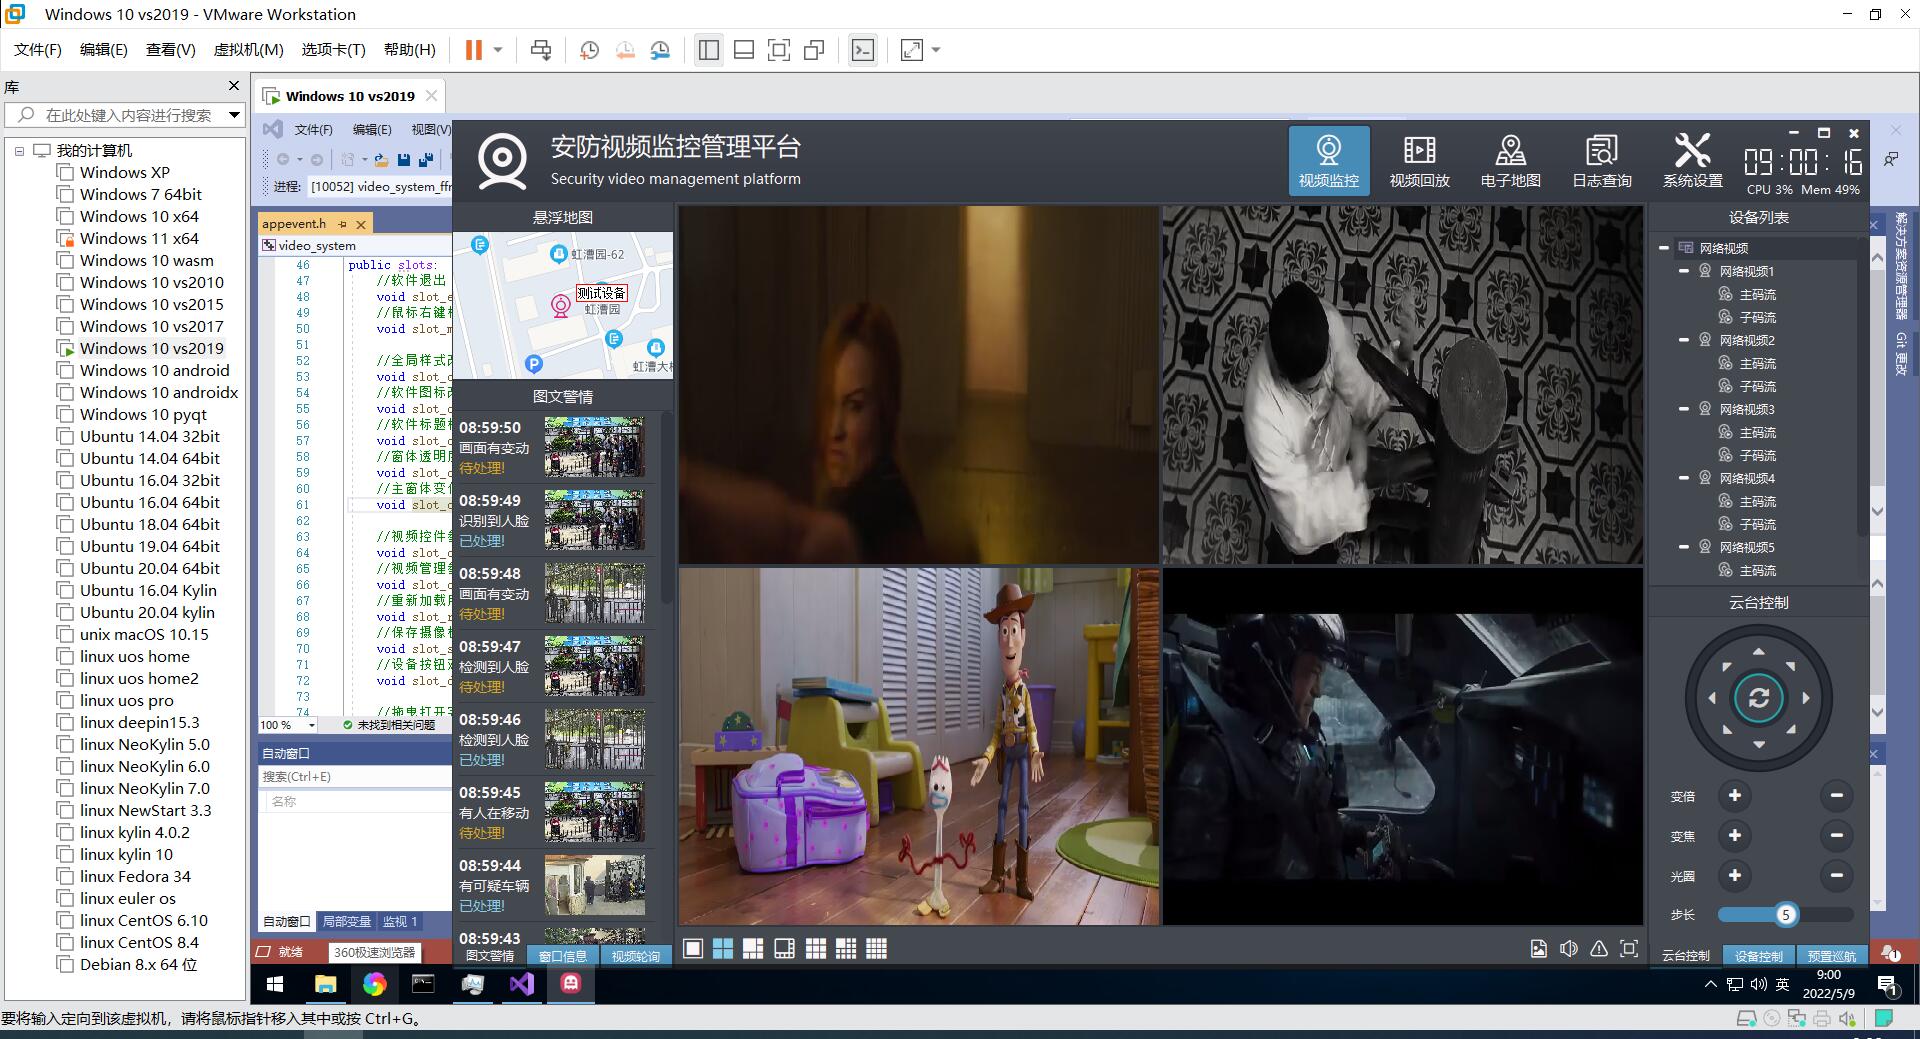 Windows 10 vs2019 - VMware Workstation
文件(F) 编辑(E) 查看(V) 虚拟机(M) 选项卡(T) 帮助(H)
库
在此处键入内容进行搜索
我的计算机
Windows XP
Windows 7 64bit
Windows 10 x64
Windows 11 x64
Windows 10 wasm
Windows 10 vs2010
Windows 10 vs2015
Windows 10 vs2017
Windows 10 vs2019
Windows 10 android
Windows 10 androidx
Windows 10 pyqt
Ubuntu 14.04 32bit
Ubuntu 14.04 64bit
Ubuntu 16.04 32bit
Ubuntu 16.04 64bit
Ubuntu 18.04 64bit
Ubuntu 19.04 64bit
Ubuntu 20.04 64bit
Ubuntu 16.04 Kylin
Ubuntu 20.04 kylin
unix macOS 10.15
linux uos home
linux uos home2
linux uos pro
linux deepin15.3
linux NeoKylin 5.0
linux NeoKylin 6.0
linux NeoKylin 7.0
linux NewStart 3.3
linux kylin 4.0.2
linux kylin 10
linux Fedora 34
linux euler os
linux CentOS 6.10
linux CentOS 8.4
Debian 8.x 64 位
Windows 10 vs2019
文件(F) 编辑(E) 视图(V)
进程: [10052] video_system_ffr
appevent.h
video_system
46 public slots:
47 //软件退出
48 void slot_e
49 //鼠标右键
50 void slot_m
51
52 //全局样式改
53 void slot_c
54 //软件图标改
55 void slot_c
56 //软件标题
57 void slot_c
58 //窗体透明度
59 void slot_c
60 //主窗体变
61 void slot_c
62
63 //视频控件
64 void slot_c
65 //视频管理
66 void slot_c
67 //重新加载
68 void slot_r
69 //保存摄像
70 void slot_s
71 //设备按钮
72 void slot_c
73
74 //拖曳打开
100 % 未找到相关问题
自动窗口
搜索(Ctrl+E)
名称
自动窗口 局部变量 监视 1
就绪
360极速浏览器
安防视频监控管理平台
Security video management platform
视频监控 视频回放 电子地图 日志查询 系统设置
09:00:16
CPU 3% Mem 49%
悬浮地图
虹漕园-62
测试设备
虹漕园
P
虹漕大
图文警情
08:59:50
画面有变动
待处理!
08:59:49
识别到人脸
已处理!
08:59:48
画面有变动
待处理!
08:59:47
检测到人脸
待处理!
08:59:46
检测到人脸
已处理!
08:59:45
有人在移动
待处理!
08:59:44
有可疑车辆
已处理!
08:59:43
图文警情 窗口信息 视频轮询
设备列表
网络视频
网络视频1
主码流
子码流
网络视频2
主码流
子码流
网络视频3
主码流
子码流
网络视频4
主码流
子码流
网络视频5
主码流
云台控制
变倍
变焦
光圈
步长 5
云台控制 设备控制 预置巡航
解决方案资源管理器
Git 更改
1
英
9:00
2022/5/9
1
要将输入定向到该虚拟机，请将鼠标指针移入其中或按 Ctrl+G。